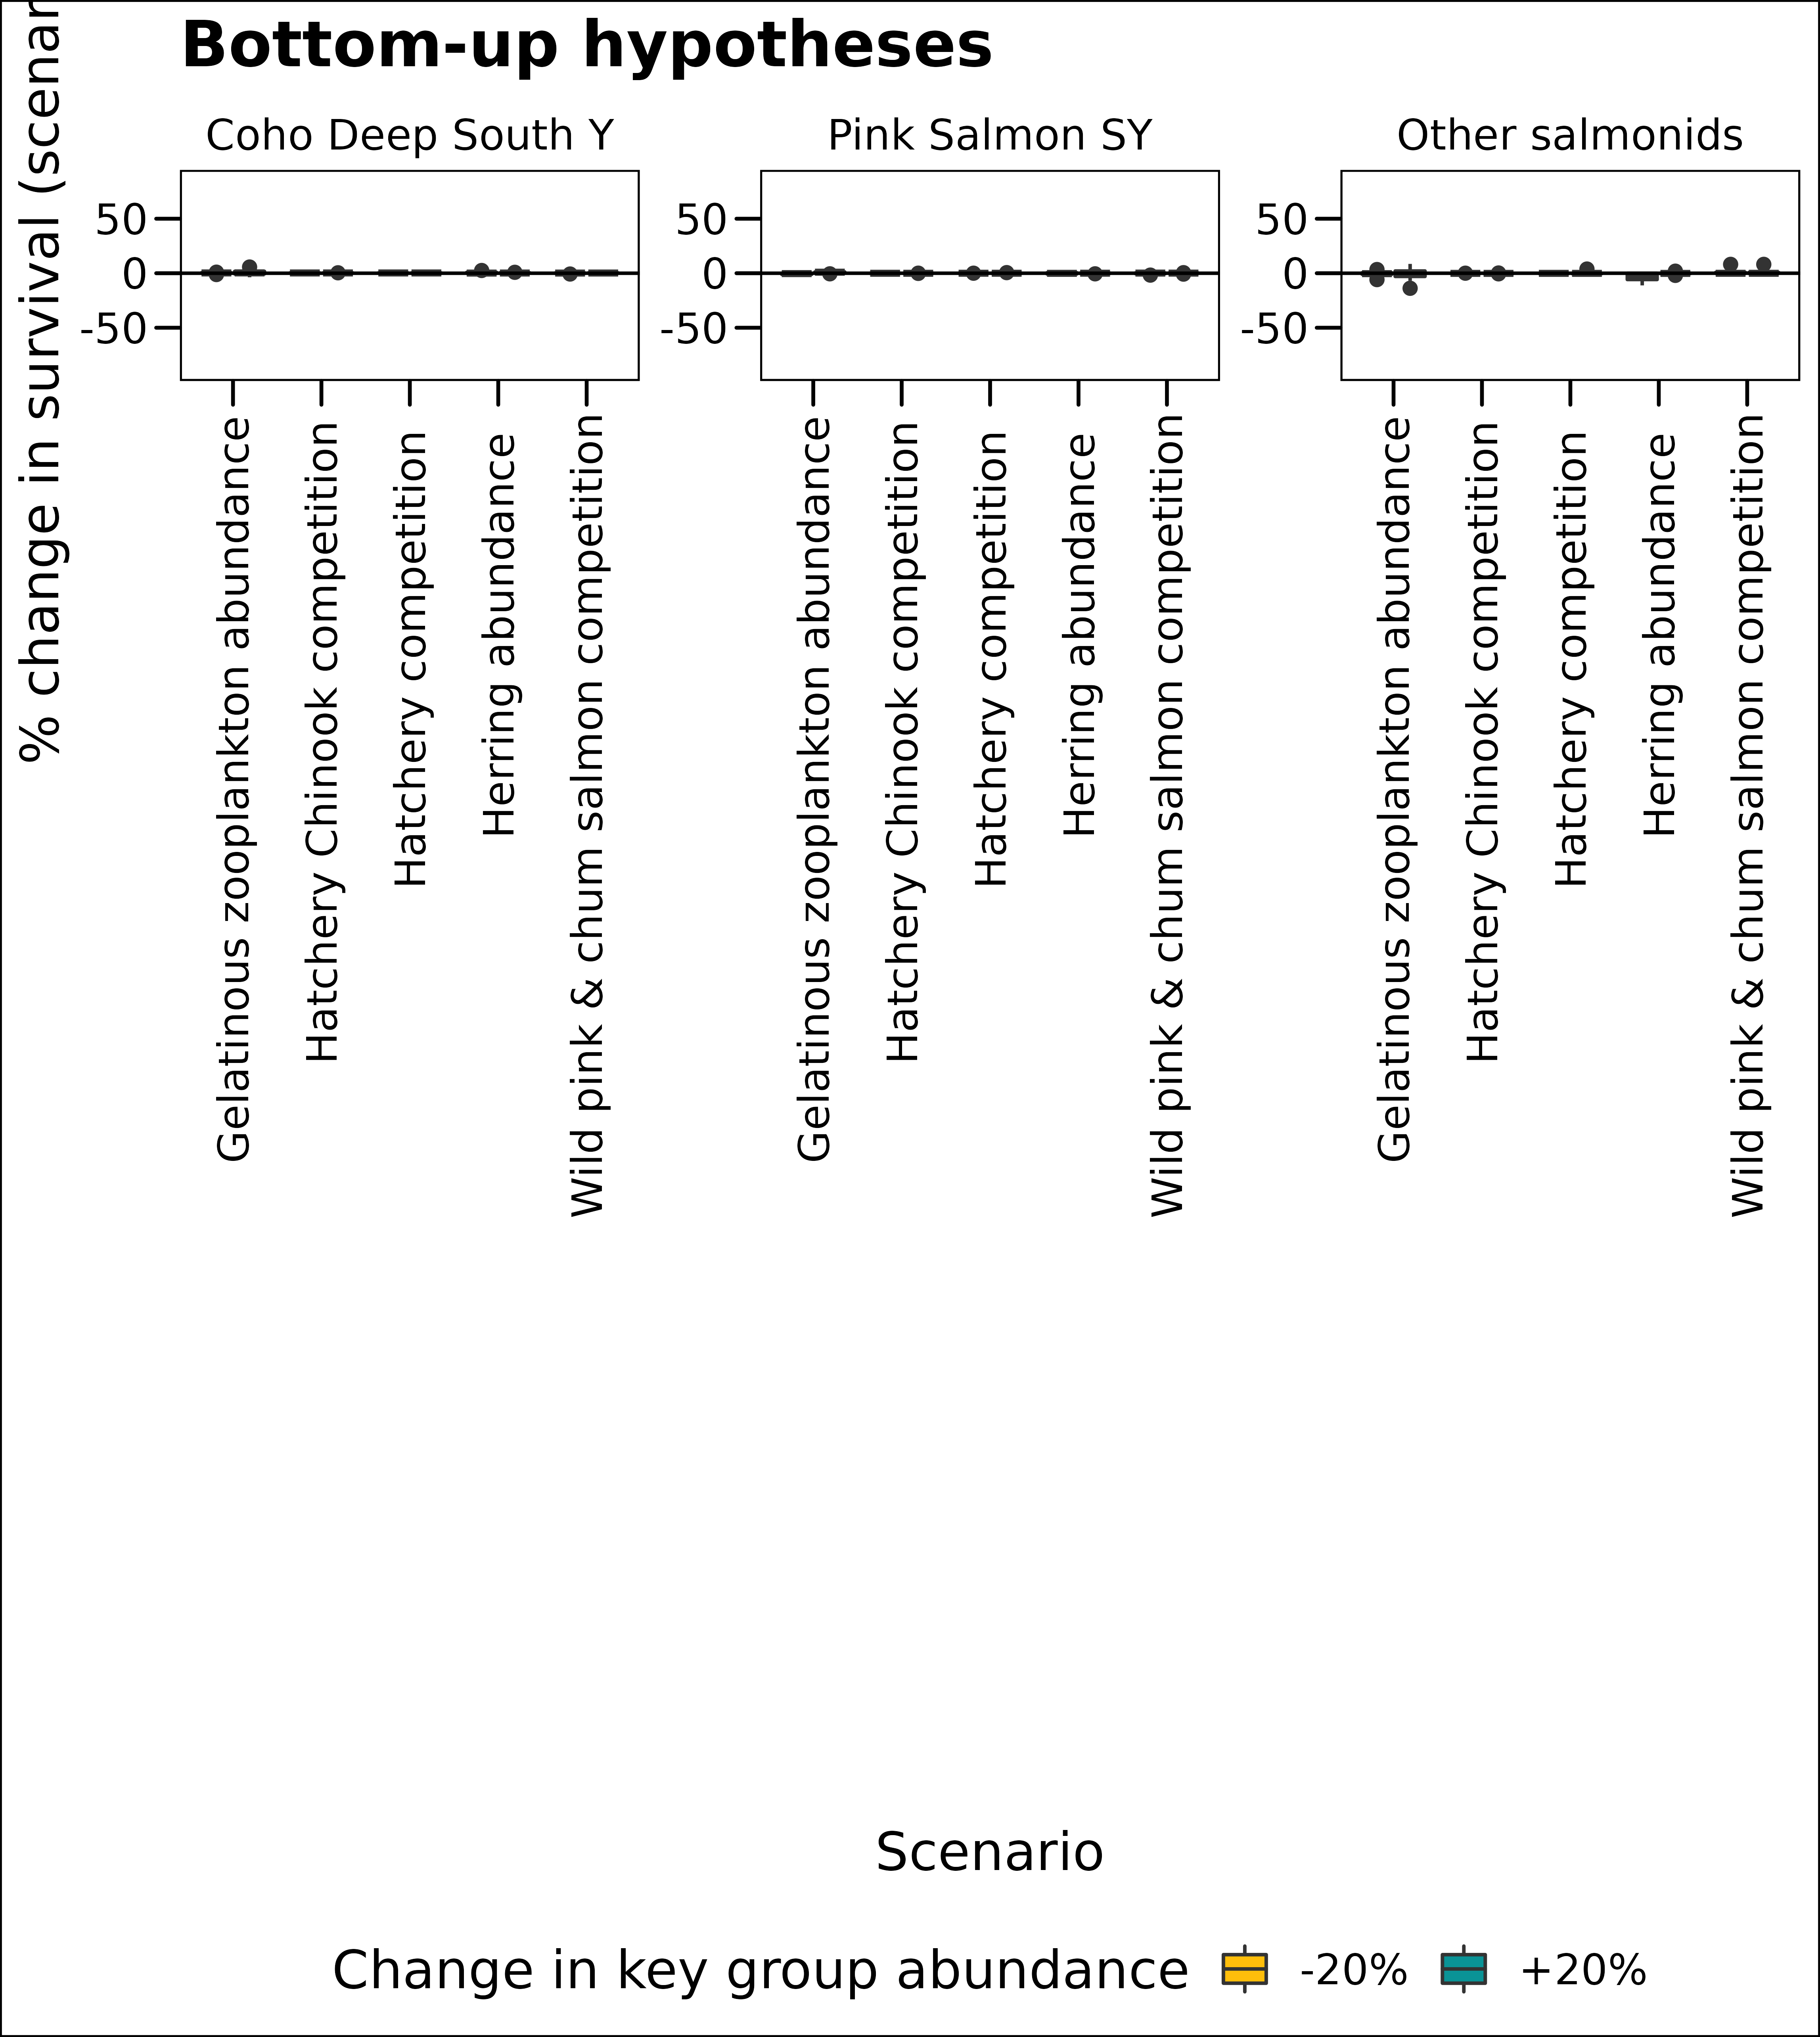 Bottom-up hypotheses
% change in survival
Coho Deep South Y
50
0
-50
Gelatinous zooplankton abundance
Hatchery Chinook competition
Hatchery competition
Herring abundance
Wild pink & chum salmon competition
Pink Salmon SY
50
0
-50
Gelatinous zooplankton abundance
Hatchery Chinook competition
Hatchery competition
Herring abundance
Wild pink & chum salmon competition
Other salmonids
50
0
-50
Gelatinous zooplankton abundance
Hatchery Chinook competition
Hatchery competition
Herring abundance
Wild pink & chum salmon competition
Scenario
Change in key group abundance -20% +20%